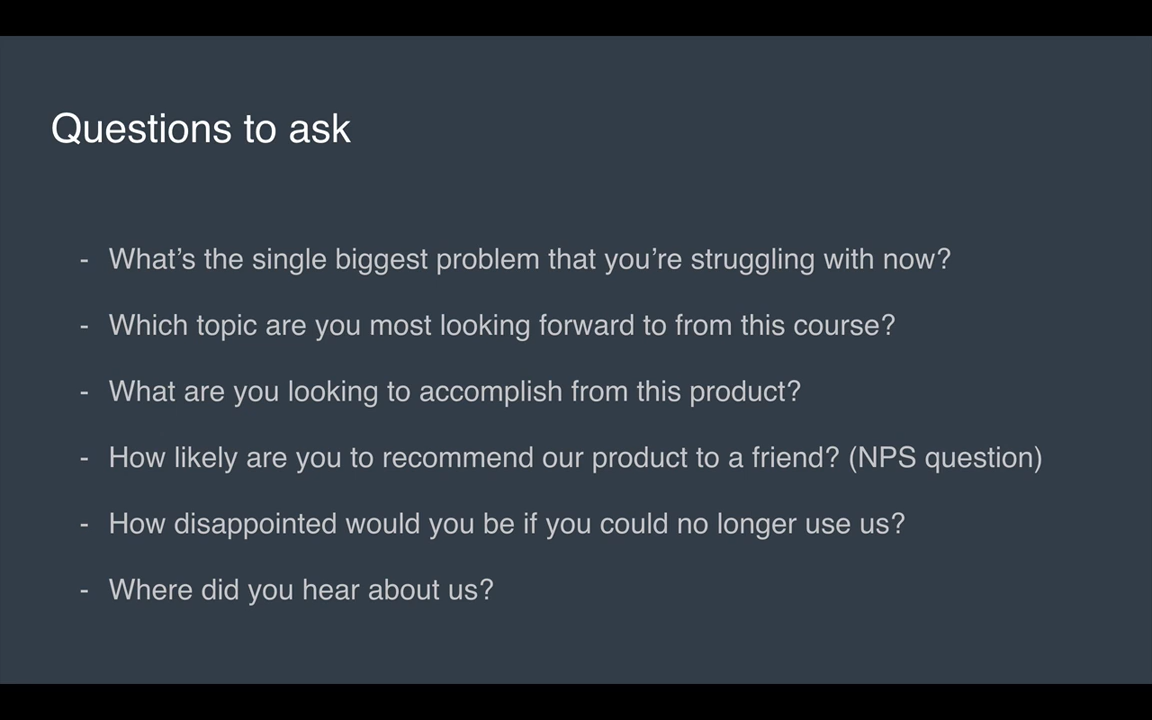 Questions to ask
- What’s the single biggest problem that you’re struggling with now?
- Which topic are you most looking forward to from this course?
- What are you looking to accomplish from this product?
- How likely are you to recommend our product to a friend? (NPS question)
- How disappointed would you be if you could no longer use us?
- Where did you hear about us?